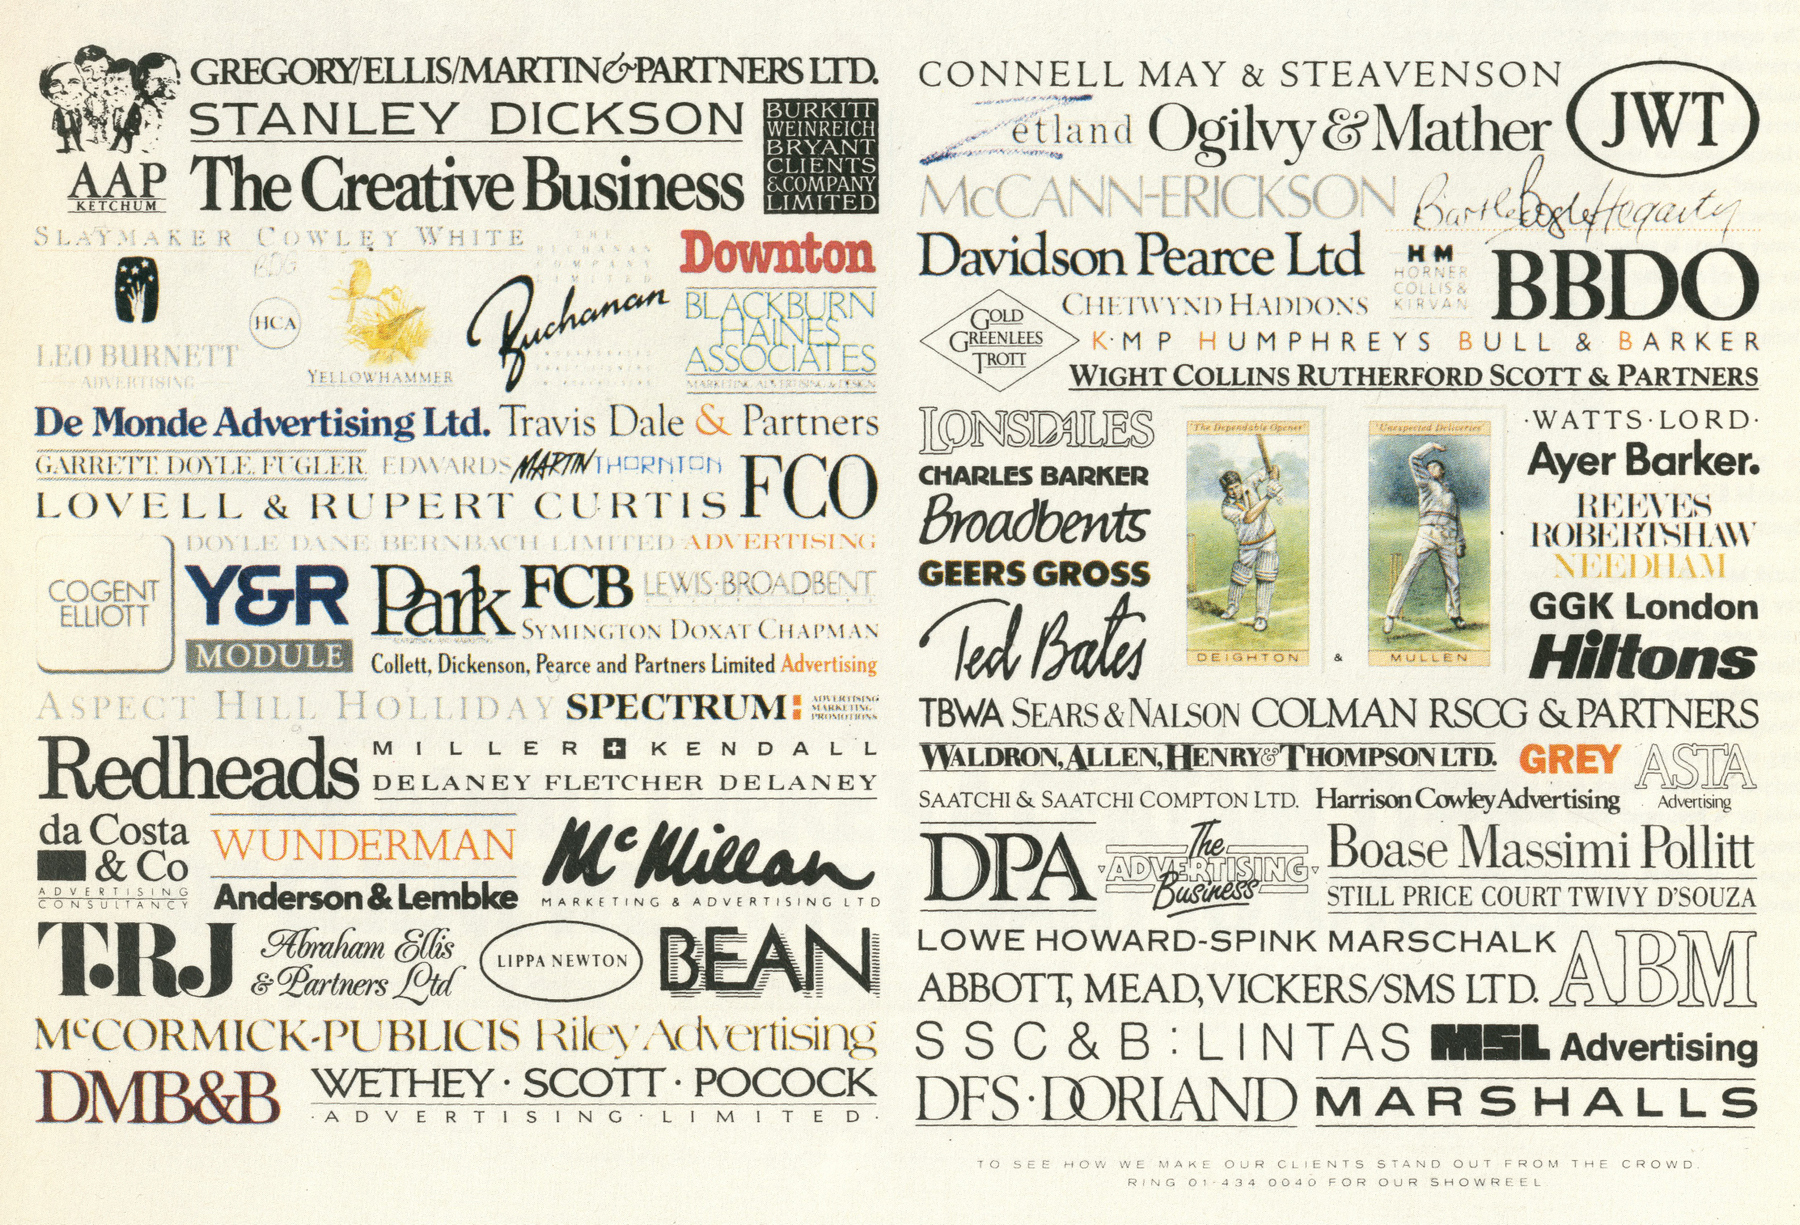 GREGORY/ELLIS/MARTIN&PARTNERS LTD.
STANLEY DICKSON
BURKITT
WEINREICH
BRYANT
CLIENTS
&COMPANY
LIMITED
AAP
KETCHUM
The Creative Business
SLAYMAKER COWLEY WHITE
BDG
THE
BUCHANAN
COMPANY
LIMITED
Downton
HCA
Buchanan
BLACKBURN
HAINES
ASSOCIATES
MARKETING ADVERTISING & DESIGN
LEO BURNETT
ADVERTISING
YELLOWHAMMER
De Monde Advertising Ltd.
Travis Dale & Partners
GARRETT DOYLE FUGLER
EDWARDS MARTIN THORNTON
FCO
LOVELL & RUPERT CURTIS
DOYLE DANE BERNBACH LIMITED ADVERTISING
COGENT
ELLIOTT
Y&R
Park
FCB
LEWIS·BROADBENT
SYMINGTON DOXAT CHAPMAN
MODULE
Collett, Dickenson, Pearce and Partners Limited Advertising
ASPECT HILL HOLLIDAY
SPECTRUM:
ADVERTISING
MARKETING
PROMOTIONS
Redheads
MILLER + KENDALL
DELANEY FLETCHER DELANEY
da Costa
& Co
ADVERTISING
CONSULTANCY
WUNDERMAN
Anderson & Lembke
McMillan
MARKETING & ADVERTISING LTD
T.R.J
Abraham Ellis
& Partners Ltd
LIPPA NEWTON
BEAN
McCORMICK-PUBLICIS
Riley Advertising
DMB&B
WETHEY · SCOTT · POCOCK
·ADVERTISING·LIMITED·
CONNELL MAY & STEAVENSON
JWT
Zetland
Ogilvy & Mather
McCANN-ERICKSON
Bartle Bogle Hegarty
Davidson Pearce Ltd
HM
HORNER
COLLIS &
KIRVAN
BBDO
GOLD
GREENLEES
TROTT
CHETWYND HADDONS
K·M P HUMPHREYS BULL & BARKER
WIGHT COLLINS RUTHERFORD SCOTT & PARTNERS
LONSDALES
CHARLES BARKER
Broadbents
GEERS GROSS
Ted Bates
"The Dependable Opener"
DEIGHTON
&
"Unexpected Deliveries"
MULLEN
·WATTS·LORD·
Ayer Barker.
REEVES
ROBERTSHAW
NEEDHAM
GGK London
Hiltons
TBWA
SEARS & NALSON
COLMAN RSCG & PARTNERS
WALDRON, ALLEN, HENRY & THOMPSON LTD.
GREY
ASTA
Advertising
SAATCHI & SAATCHI COMPTON LTD.
Harrison Cowley Advertising
DPA
The
ADVERTISING
Business
Boase Massimi Pollitt
STILL PRICE COURT TWIVY D'SOUZA
LOWE HOWARD-SPINK MARSCHALK
ABM
ABBOTT, MEAD, VICKERS/SMS LTD.
SSC&B:LINTAS
MSL Advertising
DFS·DORLAND
MARSHALLS
TO SEE HOW WE MAKE OUR CLIENTS STAND OUT FROM THE CROWD.
RING 01-434 0040 FOR OUR SHOWREEL.